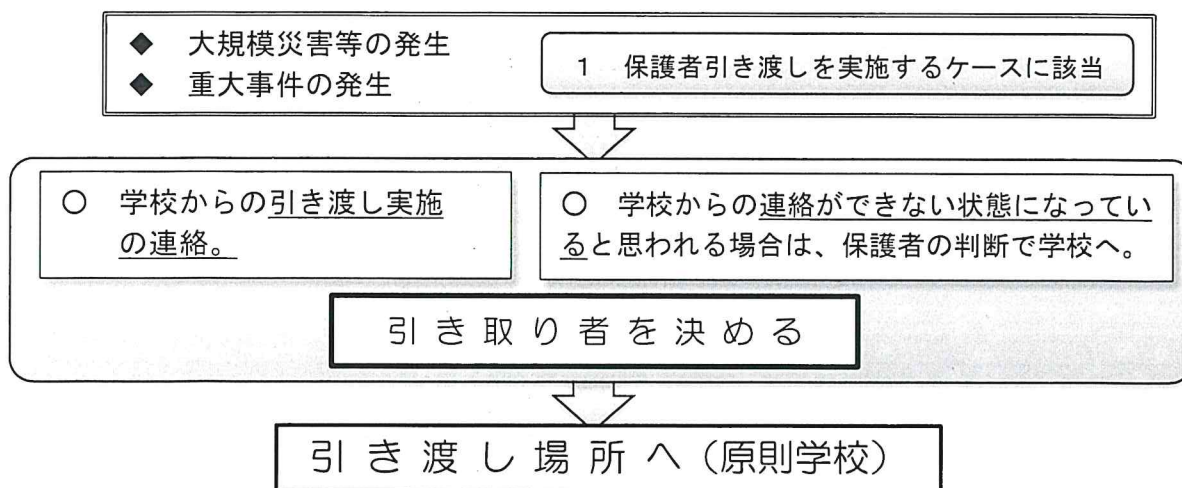 ◆ 大規模災害等の発生
◆ 重大事件の発生
1 保護者引き渡しを実施するケースに該当
○ 学校からの引き渡し実施
の連絡。
○ 学校からの連絡ができない状態になってい
ると思われる場合は、保護者の判断で学校へ。
引き取り者を決める
引き渡し場所へ(原則学校)